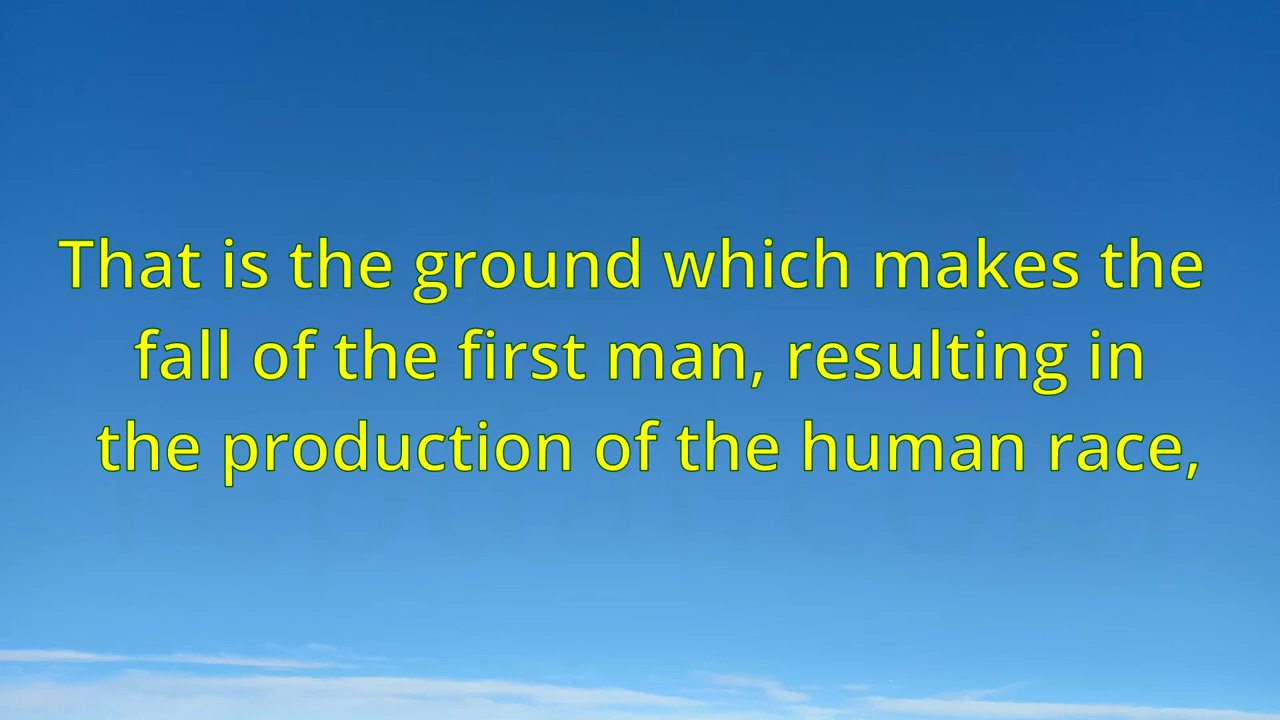 That is the ground which makes the
fall of the first man, resulting in
the production of the human race,